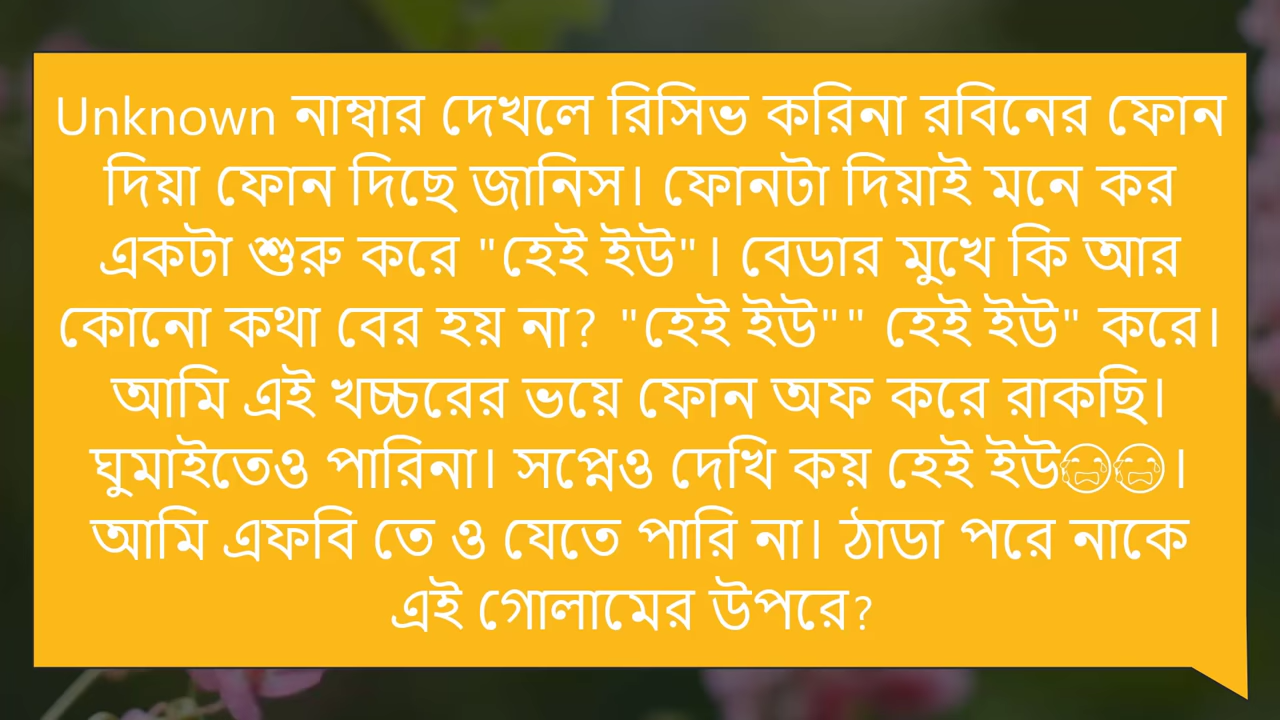 Unknown নাম্বার দেখলে রিসিভ করিনা রবিনের ফোন
দিয়া ফোন দিছে জানিস। ফোনটা দিয়াই মনে কর
একটা শুরু করে "হেই ইউ"। বেডার মুখে কি আর
কোনো কথা বের হয় না? "হেই ইউ"" হেই ইউ" করে।
আমি এই খচ্চরের ভয়ে ফোন অফ করে রাকছি।
ঘুমাইতেও পারিনা। সপ্নেও দেখি কয় হেই ইউ😭😭।
আমি এফবি তে ও যেতে পারি না। ঠাডা পরে নাকে
এই গোলামের উপরে?